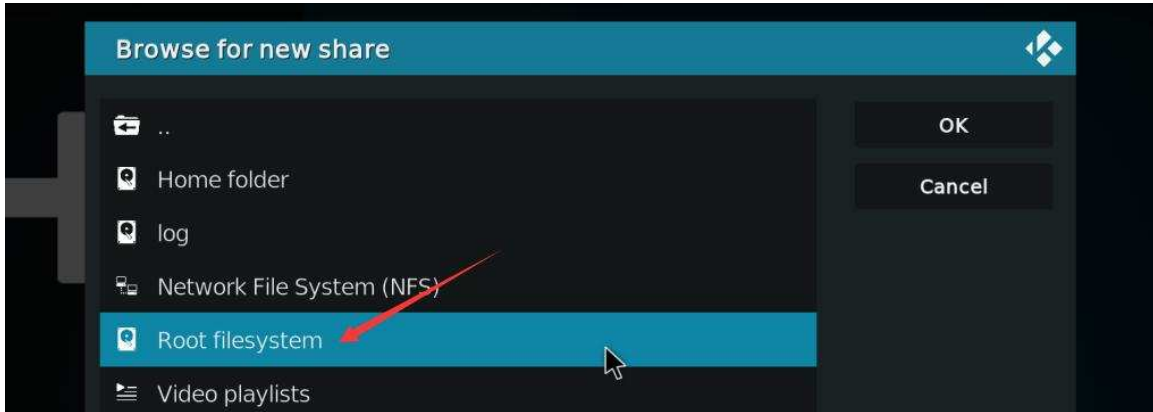 Browse for new share
..
OK
Home folder
Cancel
log
Network File System (NFS)
Root filesystem
Video playlists